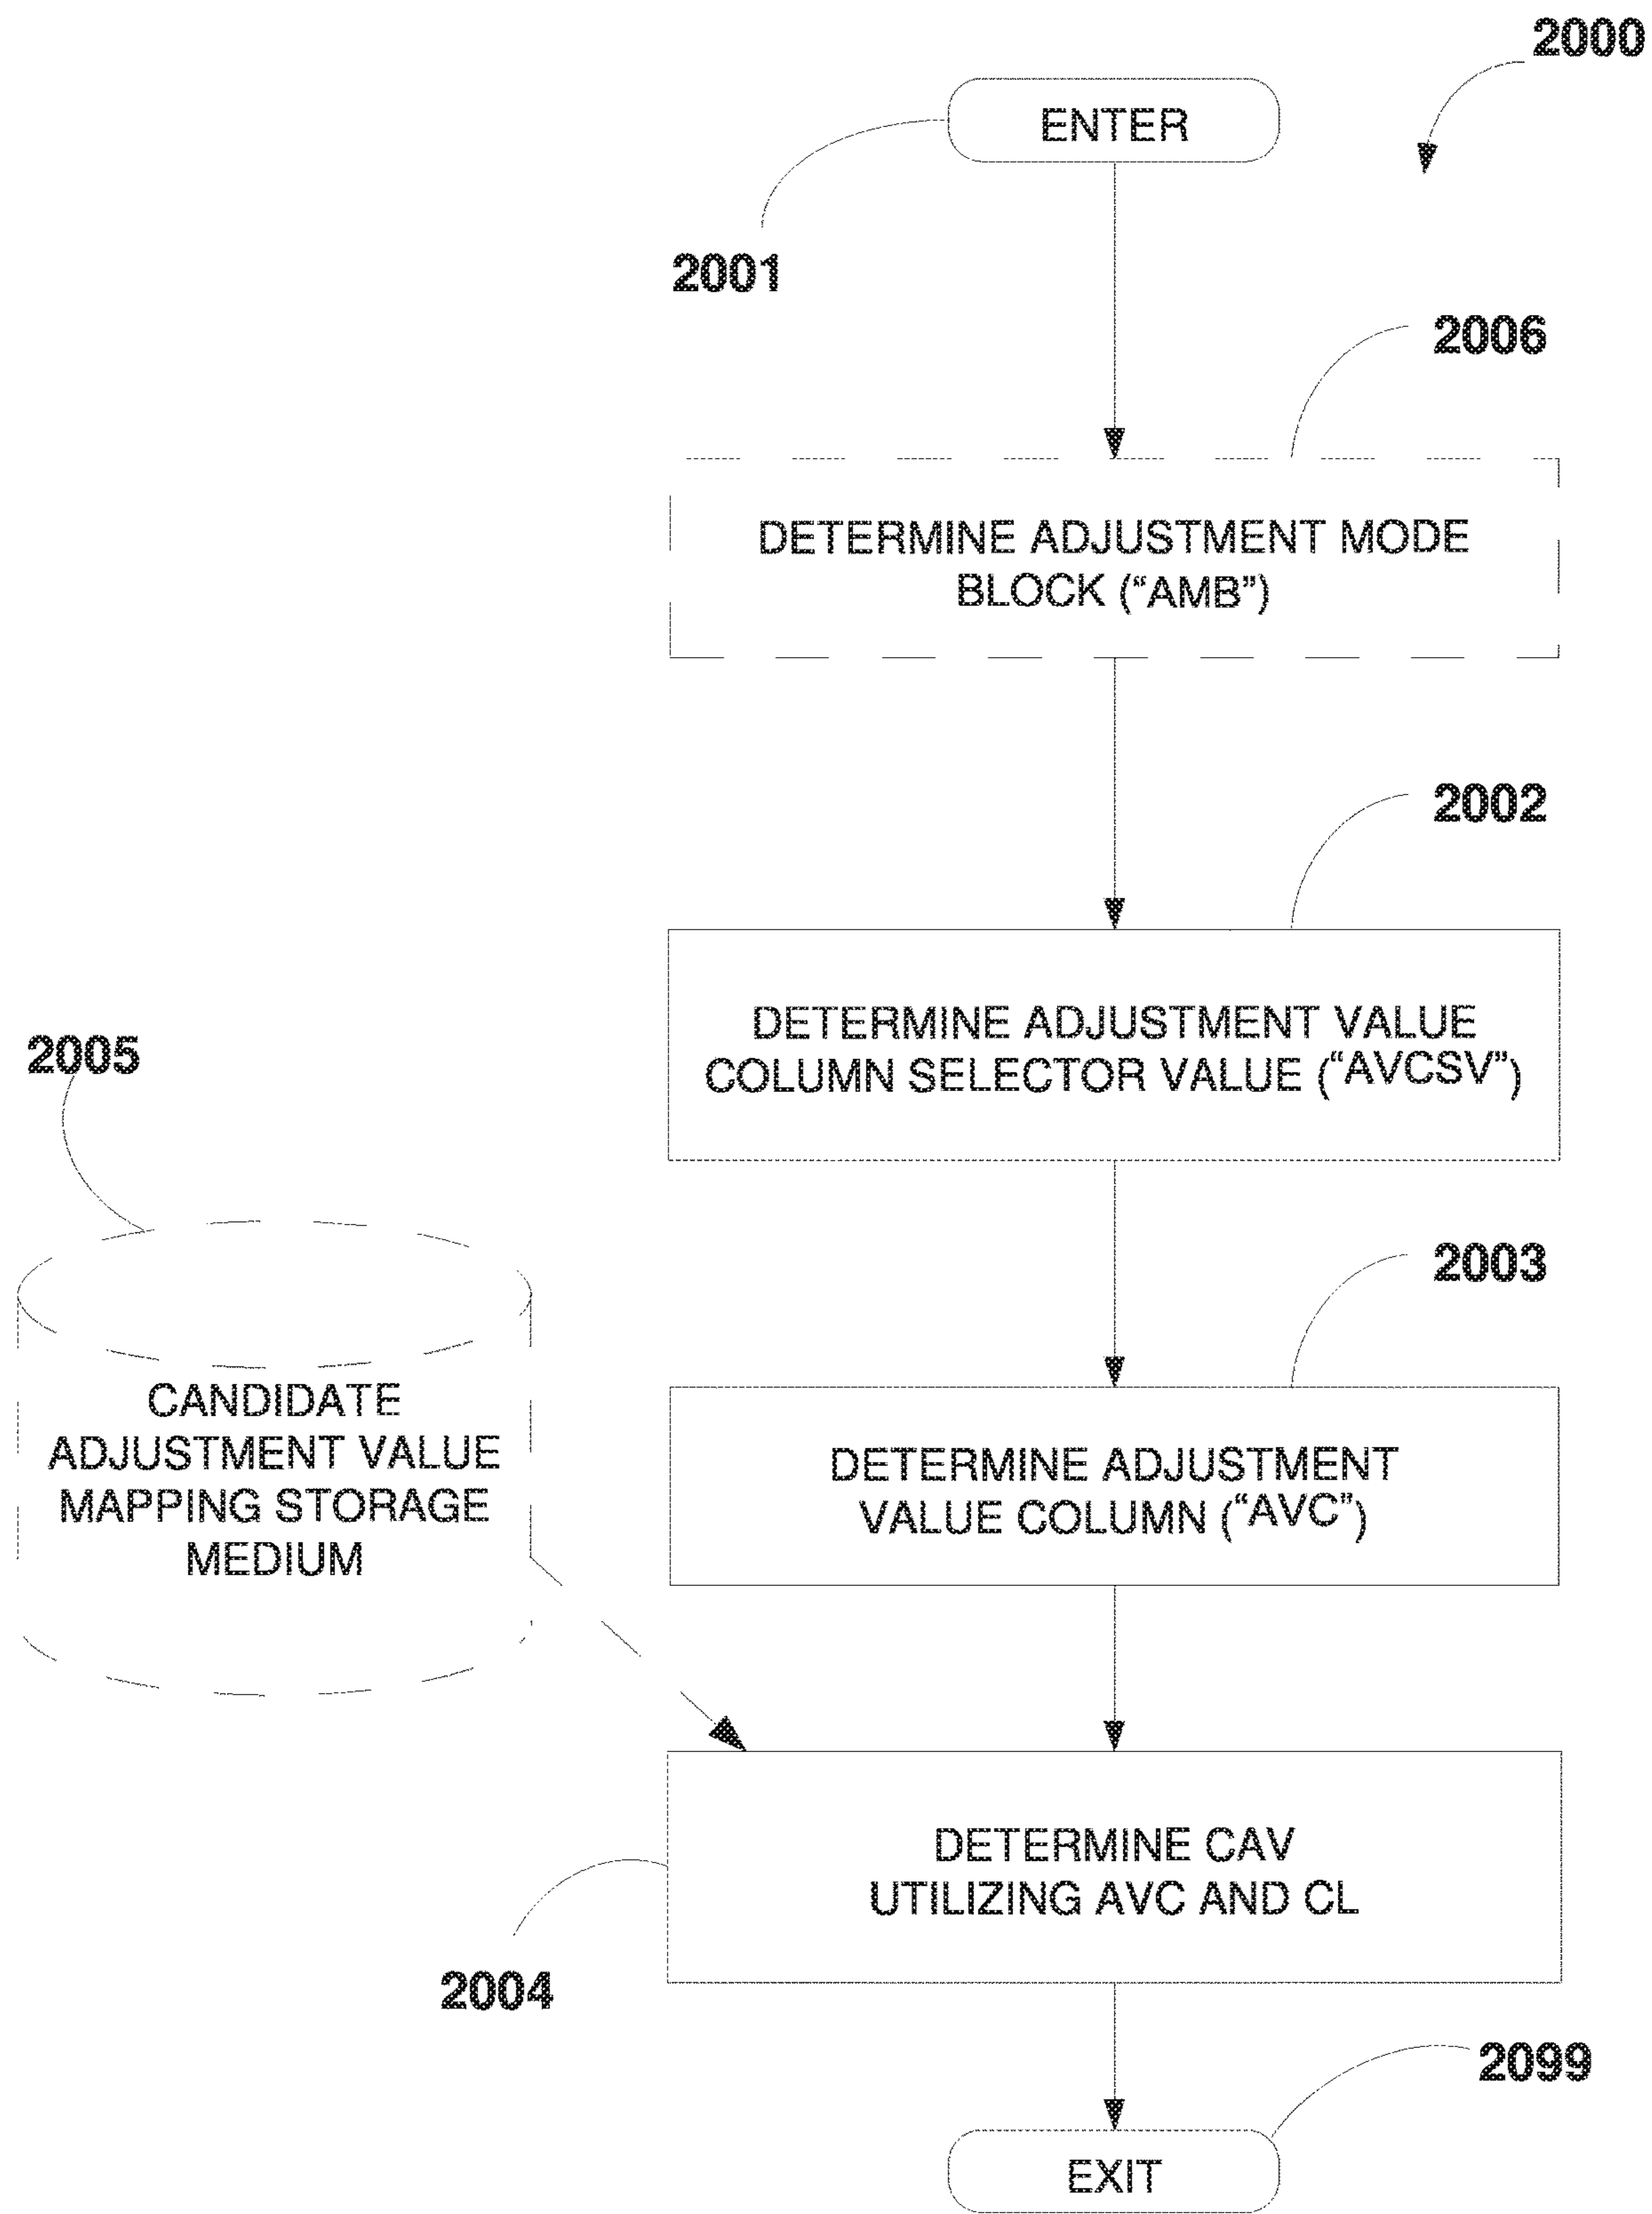 2000
ENTER
2001
2006
DETERMINE ADJUSTMENT MODE
BLOCK (“AMB”)
2002
DETERMINE ADJUSTMENT VALUE
COLUMN SELECTOR VALUE (“AVCSV”)
2005
2003
CANDIDATE
ADJUSTMENT VALUE
MAPPING STORAGE
MEDIUM
DETERMINE ADJUSTMENT
VALUE COLUMN (“AVC”)
DETERMINE CAV
UTILIZING AVC AND CL
2004
2099
EXIT